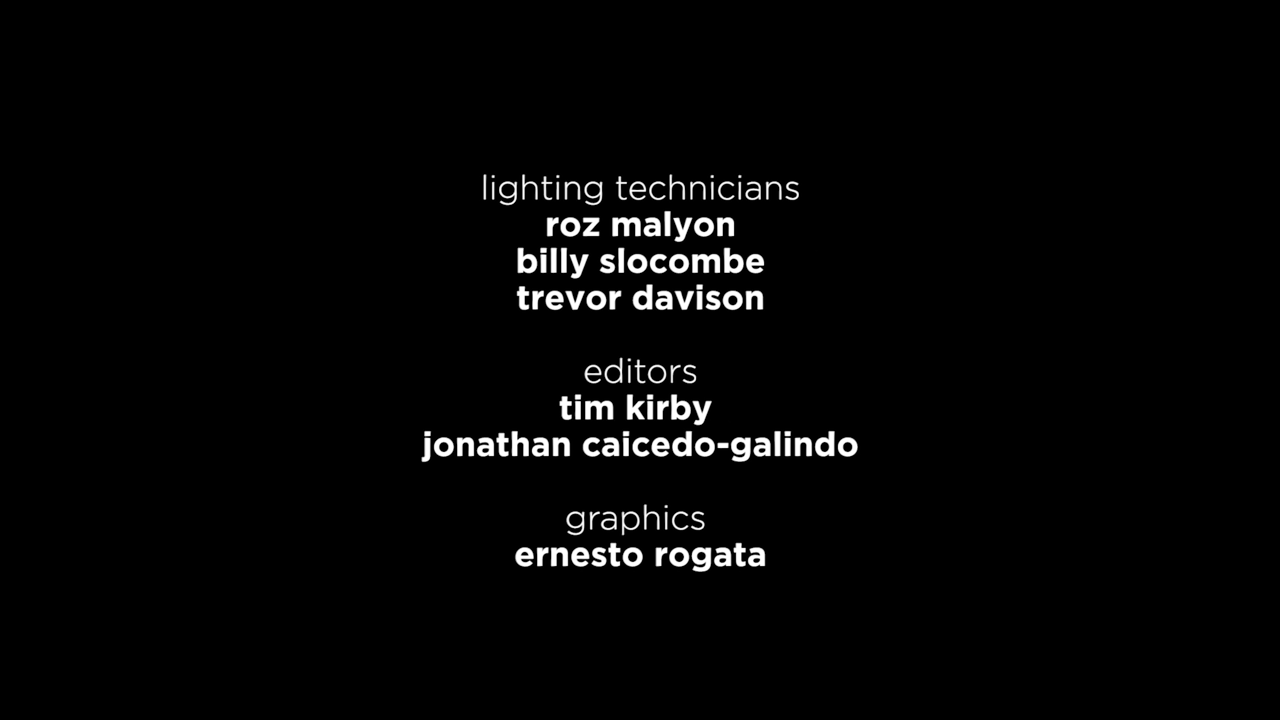 lighting technicians
roz malyon
billy slocombe
trevor davison
editors
tim kirby
jonathan caicedo-galindo
graphics
ernesto rogata